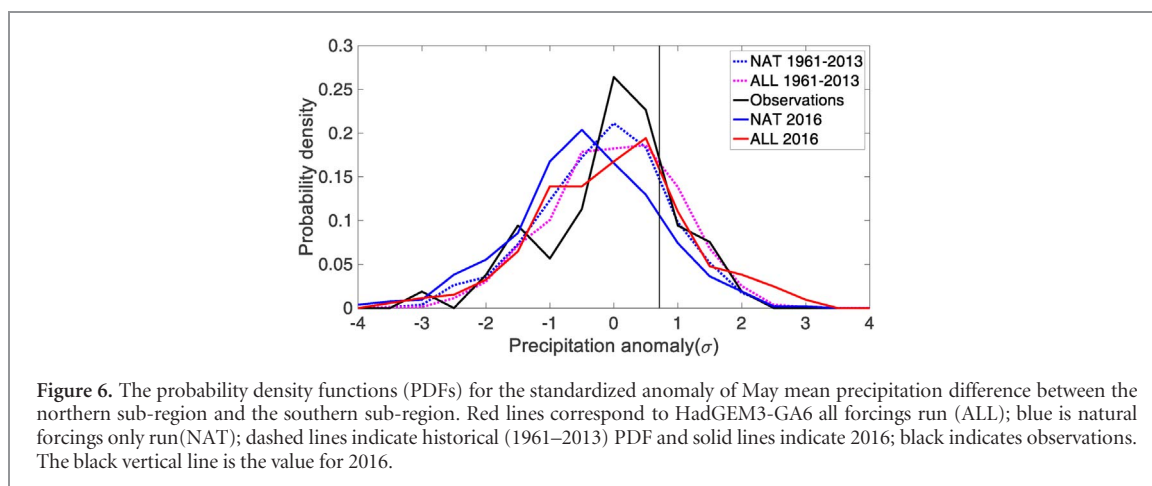 0.3
0.25
0.2
0.15
0.1
0.05
0
Probability density
-4 -3 -2 -1 0 1 2 3 4
Precipitation anomaly(σ)
NAT 1961-2013
ALL 1961-2013
Observations
NAT 2016
ALL 2016
Figure 6. The probability density functions (PDFs) for the standardized anomaly of May mean precipitation difference between the
northern sub-region and the southern sub-region. Red lines correspond to HadGEM3-GA6 all forcings run (ALL); blue is natural
forcings only run(NAT); dashed lines indicate historical (1961–2013) PDF and solid lines indicate 2016; black indicates observations.
The black vertical line is the value for 2016.